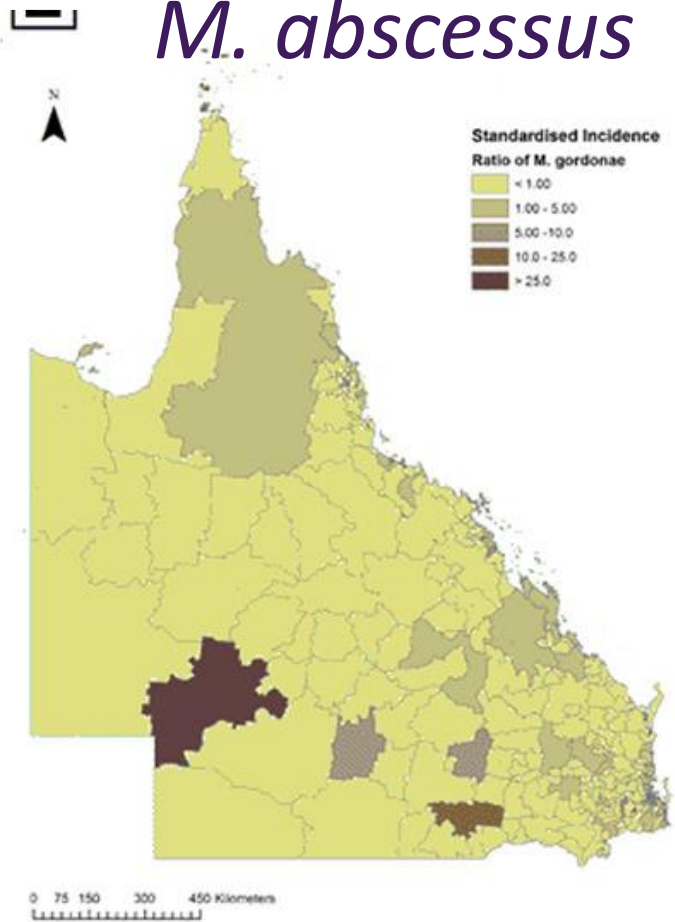 M. abscessus
N
Standardised Incidence
Ratio of M. gordonae
< 1.00
1.00 - 5.00
5.00 -10.0
10.0 - 25.0
> 25.0
0 75 150 300 450 Kilometers